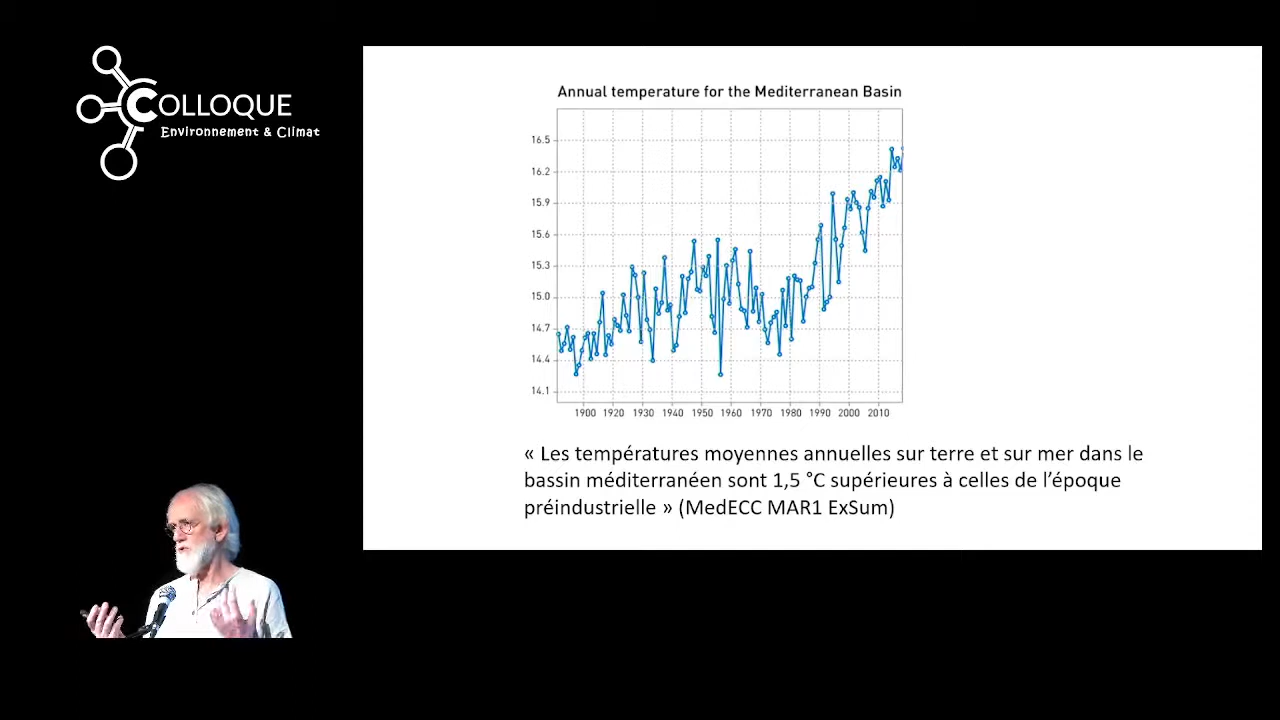 COLLOQUE
Environnement & Climat
Annual temperature for the Mediterranean Basin
16.5
16.2
15.9
15.6
15.3
15.0
14.7
14.4
14.1
1900 1920 1930 1940 1950 1960 1970 1980 1990 2000 2010
« Les températures moyennes annuelles sur terre et sur mer dans le
bassin méditerranéen sont 1,5 °C supérieures à celles de l’époque
préindustrielle » (MedECC MAR1 ExSum)